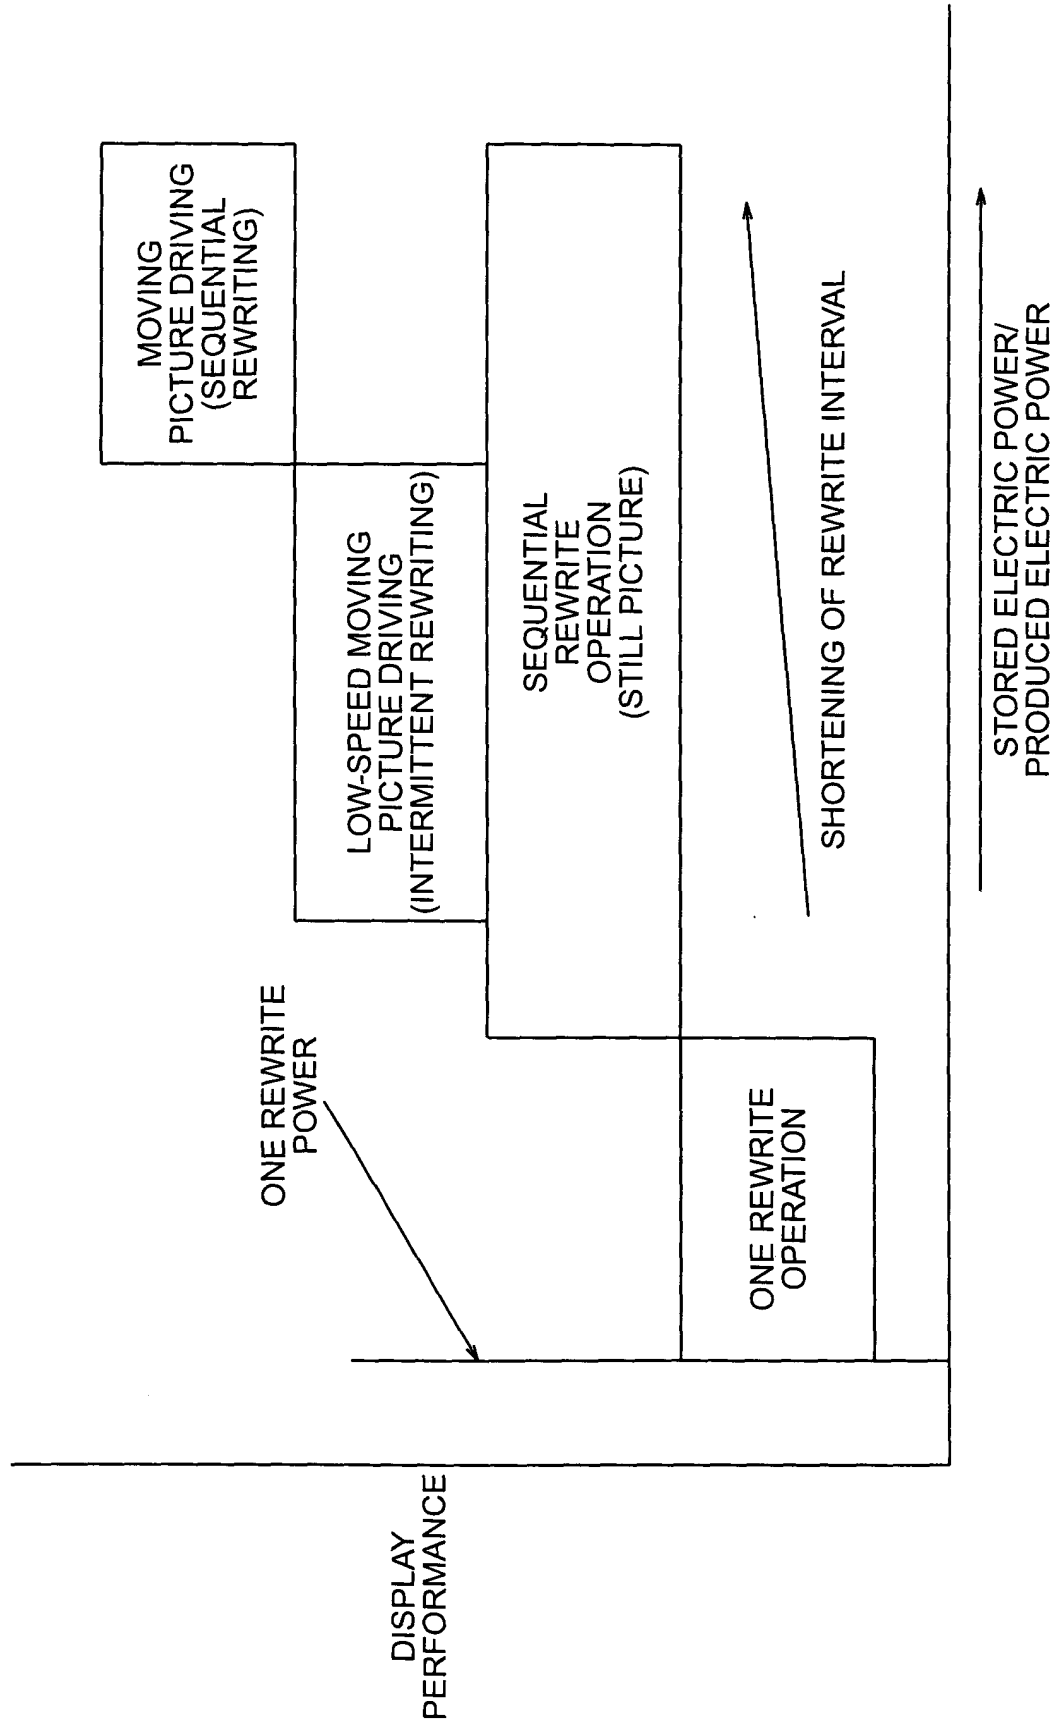 DISPLAY
PERFORMANCE
ONE REWRITE
POWER
MOVING
PICTURE DRIVING
(SEQUENTIAL
REWRITING)
LOW-SPEED MOVING
PICTURE DRIVING
(INTERMITTENT REWRITING)
SEQUENTIAL
REWRITE
OPERATION
(STILL PICTURE)
ONE REWRITE
OPERATION
SHORTENING OF REWRITE INTERVAL
STORED ELECTRIC POWER/
PRODUCED ELECTRIC POWER